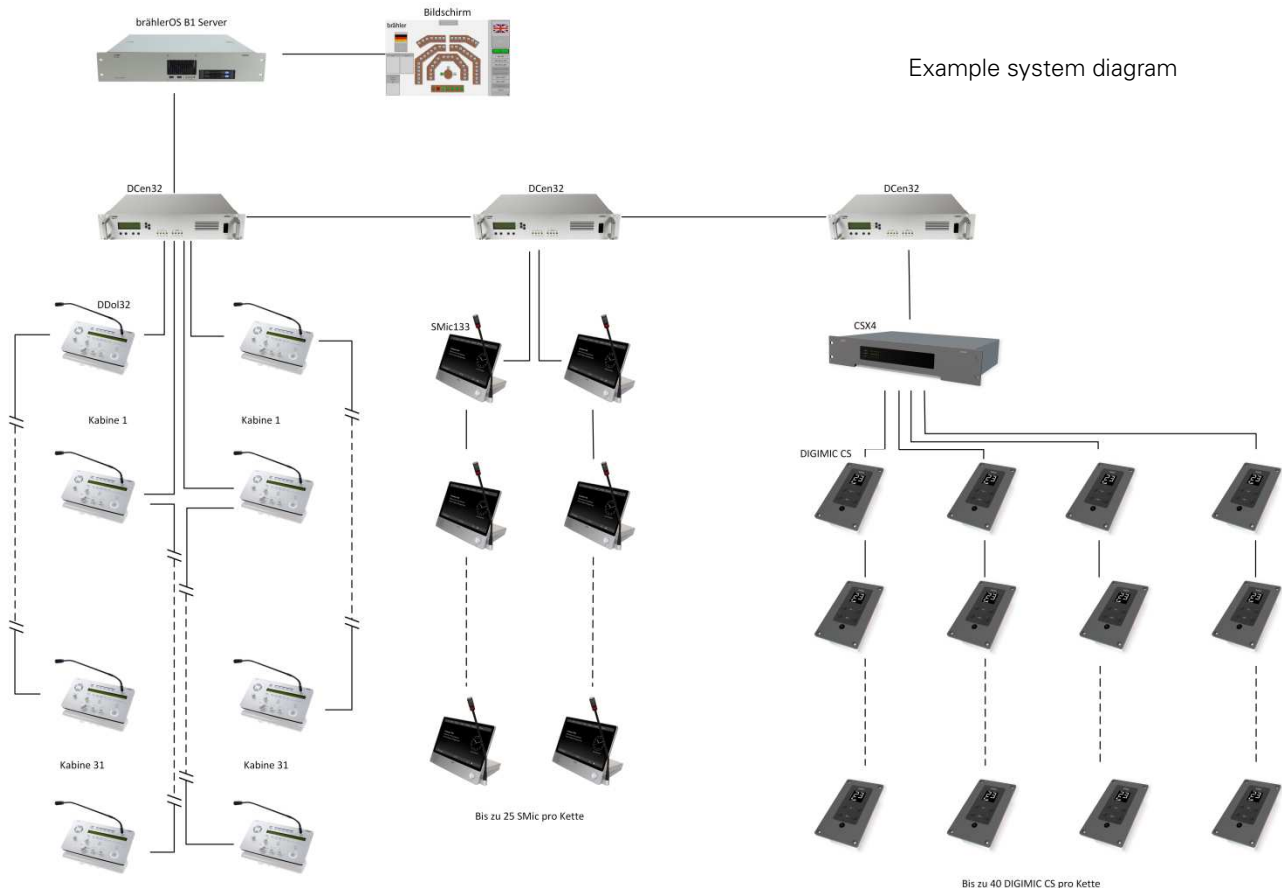 brählerOS B1 Server
Bildschirm
brähler
Example system diagram
DCen32
DCen32
DCen32
DDol32
SMic133
CSX4
Kabine 1
Kabine 1
DIGIMIC CS
Kabine 31
Kabine 31
Bis zu 25 SMic pro Kette
Bis zu 40 DIGIMIC CS pro Kette